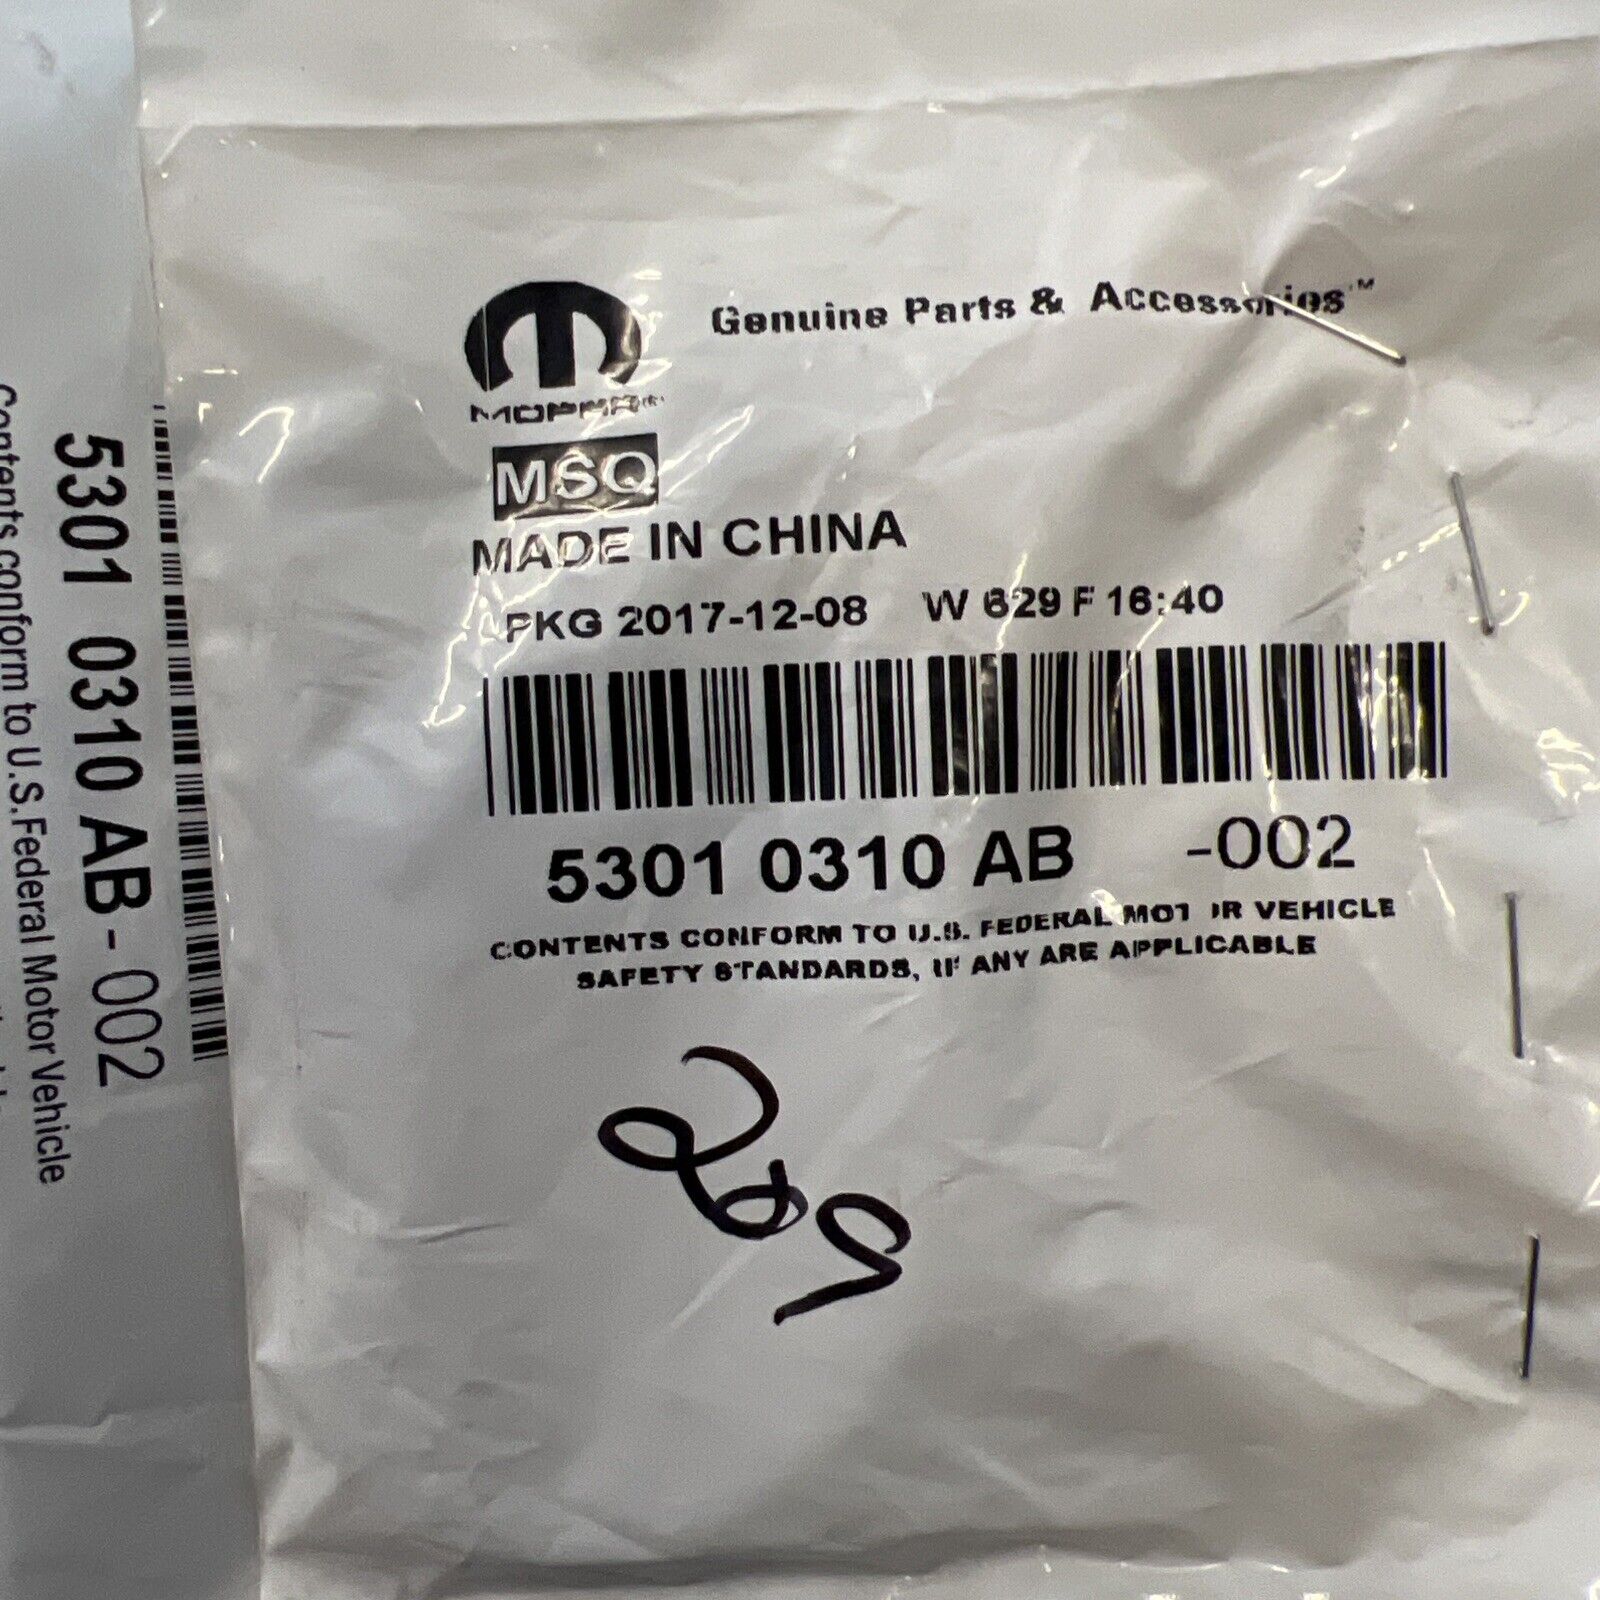 MOPAR®
Genuine Parts & Accessories™
MSQ
MADE IN CHINA
PKG 2017-12-08 W 629 F 16:40
5301 0310 AB -002
CONTENTS CONFORM TO U.S. FEDERAL MOTOR VEHICLE
SAFETY STANDARDS, IF ANY ARE APPLICABLE
5301 0310 AB-002
Contents conform to U.S.Federal Motor Vehicle